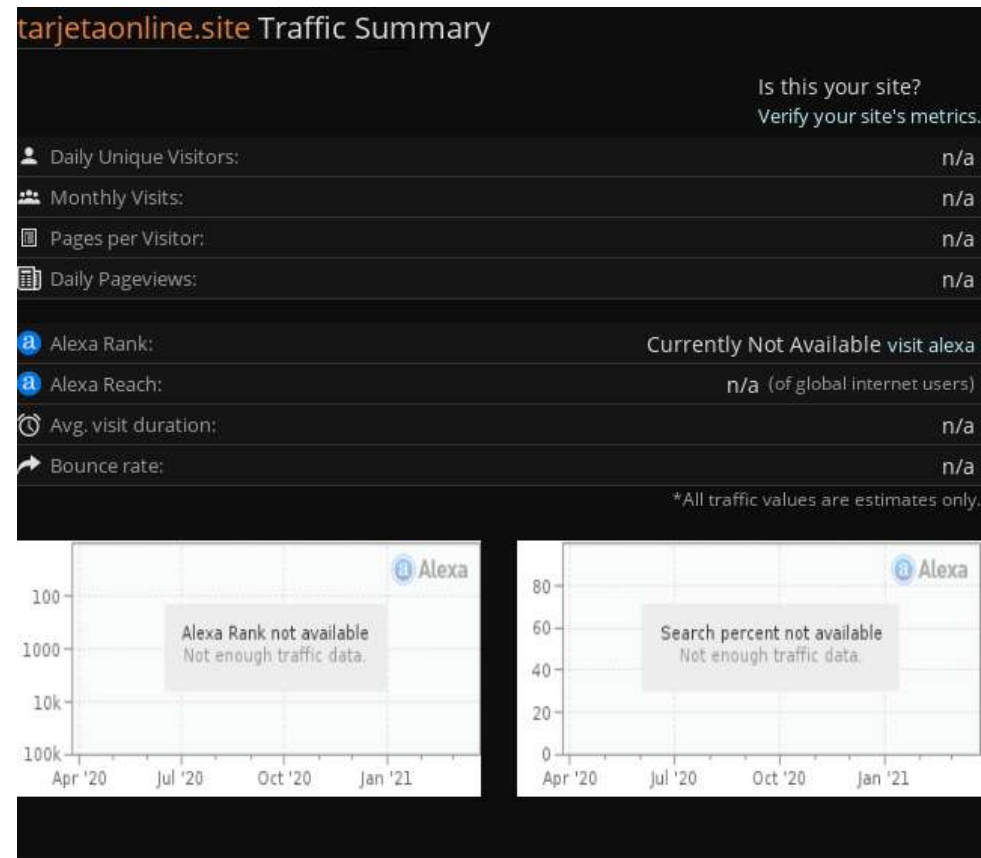 tarjetaonline.site Traffic Summary
Is this your site?
Verify your site's metrics.
Daily Unique Visitors: n/a
Monthly Visits: n/a
Pages per Visitor: n/a
Daily Pageviews: n/a
a Alexa Rank: Currently Not Available visit alexa
a Alexa Reach: n/a (of global internet users)
Avg. visit duration: n/a
Bounce rate: n/a
*All traffic values are estimates only.
a Alexa
100
1000
10k
100k
Alexa Rank not available
Not enough traffic data.
Apr '20 Jul '20 Oct '20 Jan '21
a Alexa
80
60
40
20
0
Search percent not available
Not enough traffic data.
Apr '20 Jul '20 Oct '20 Jan '21